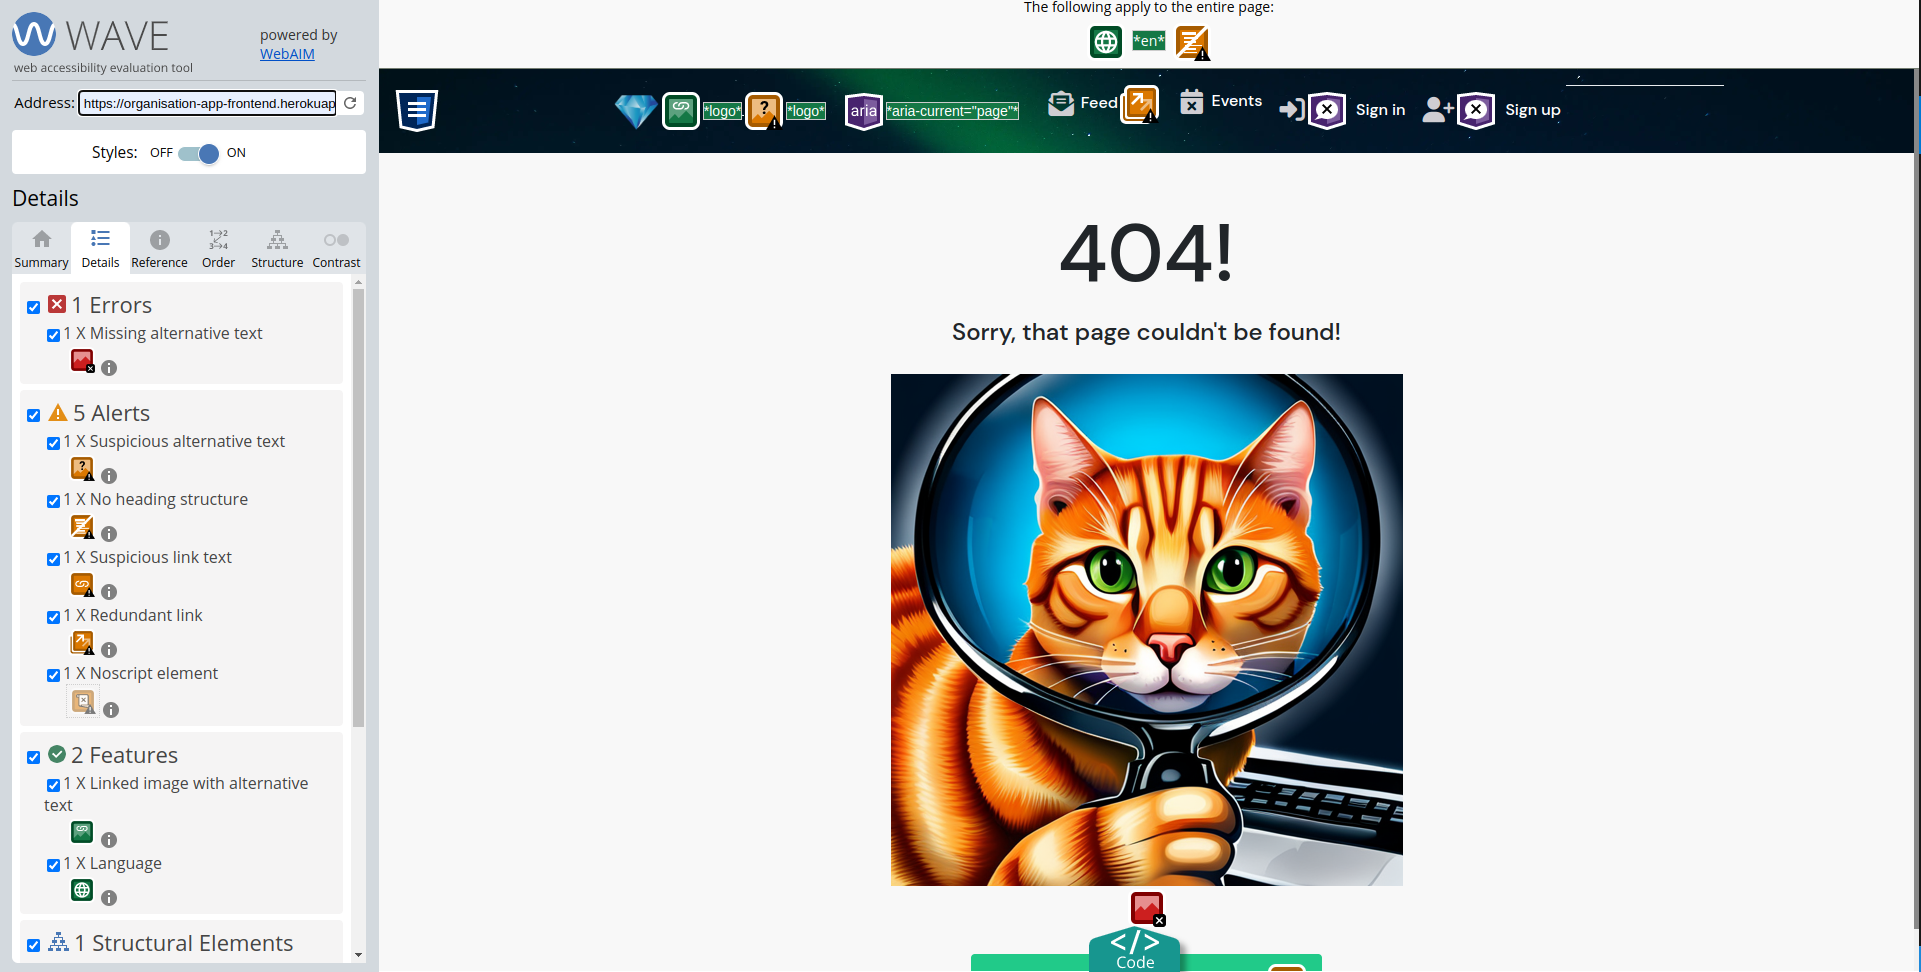 WAVE
web accessibility evaluation tool
powered by
WebAIM
Address: https://organisation-app-frontend.herokuap
Styles: OFF ON
Details
Summary Details Reference Order Structure Contrast
1 Errors
1 X Missing alternative text
5 Alerts
1 X Suspicious alternative text
1 X No heading structure
1 X Suspicious link text
1 X Redundant link
1 X Noscript element
2 Features
1 X Linked image with alternative
text
1 X Language
1 Structural Elements
The following apply to the entire page:
*en*
*logo* *logo* aria *aria-current="page"* Feed Events Sign in Sign up
404!
Sorry, that page couldn't be found!
</>
Code